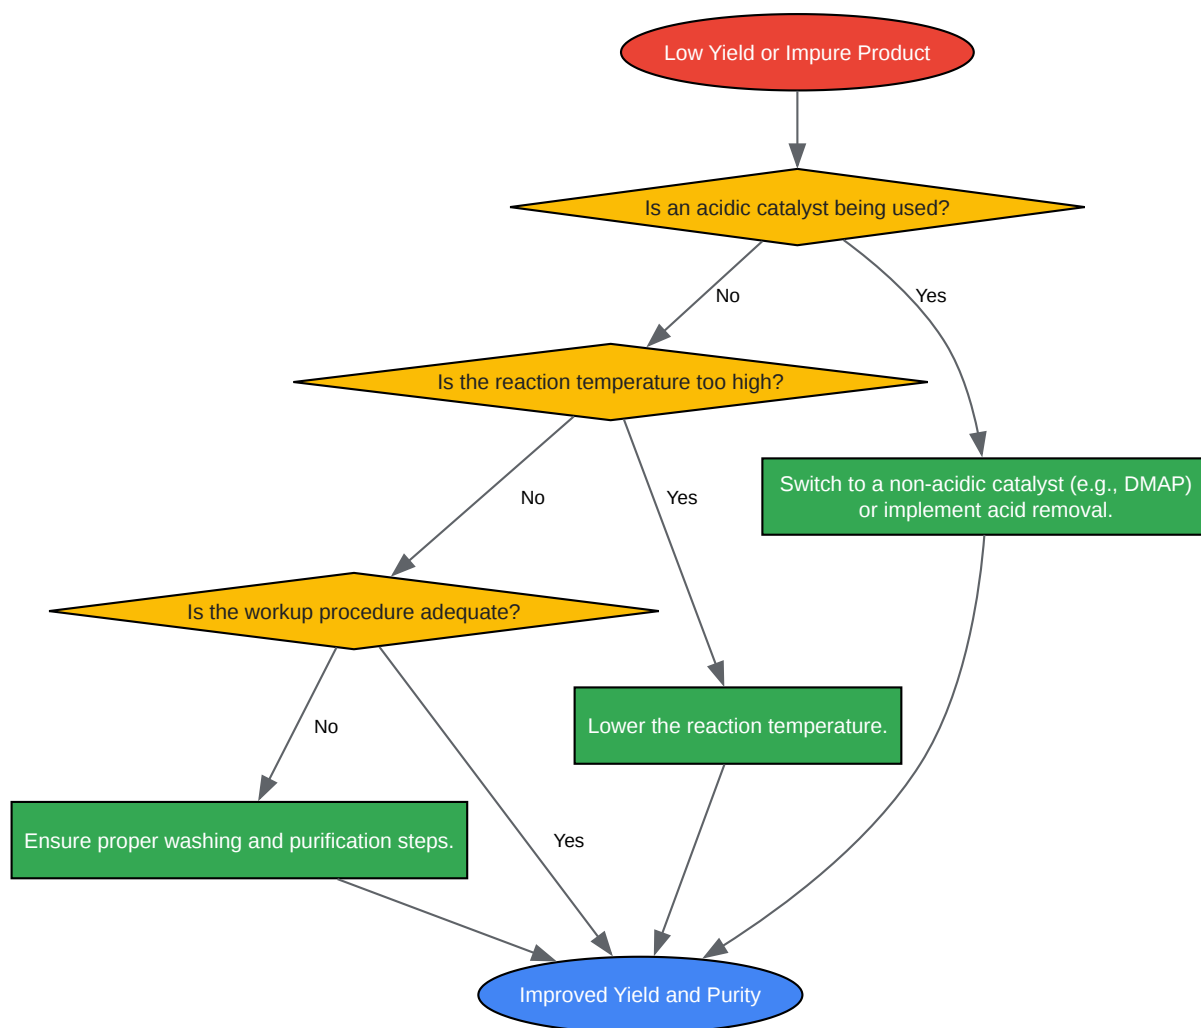 Low Yield or Impure Product
Is an acidic catalyst being used?
No
Yes
Is the reaction temperature too high?
Switch to a non-acidic catalyst (e.g., DMAP)
or implement acid removal.
No
Yes
Is the workup procedure adequate?
No
Lower the reaction temperature.
Ensure proper washing and purification steps.
Yes
Improved Yield and Purity